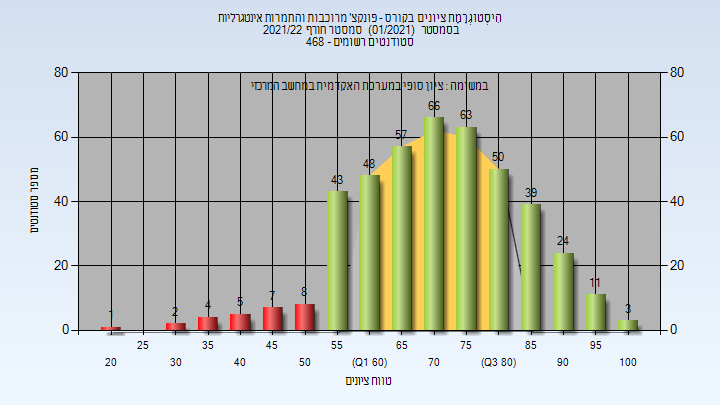 היסטוגרמת ציונים בקורס - פונקצ' מרוכבות והתמרות אינטגרליות
בסמסטר (01/2021) סמסטר חורף 2021/22
סטודנטים רשומים - 468
במשימה : ציון סופי במערכת האקדמית במחשב המרכזי
80 80
60 60
40 40
20 20
0 0
מספר סטודנטים
1 2 4 5 7 8 43 48 57 66 63 50 39 24 11 3
25 35 45 55 65 75 85 95
20 30 40 50 (Q1 60) 70 (Q3 80) 90 100
טווח ציונים